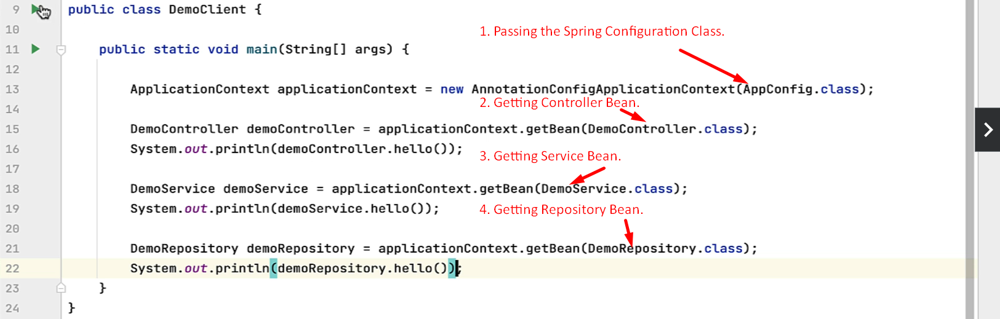 9 public class DemoClient {
10
1. Passing the Spring Configuration Class.
11 public static void main(String[] args) {
12
13 ApplicationContext applicationContext = new AnnotationConfigApplicationContext(AppConfig.class);
14
2. Getting Controller Bean.
15 DemoController demoController = applicationContext.getBean(DemoController.class);
16 System.out.println(demoController.hello());
3. Getting Service Bean.
17
18 DemoService demoService = applicationContext.getBean(DemoService.class);
19 System.out.println(demoService.hello());
4. Getting Repository Bean.
20
21 DemoRepository demoRepository = applicationContext.getBean(DemoRepository.class);
22 System.out.println(demoRepository.hello());
23 }
24 }